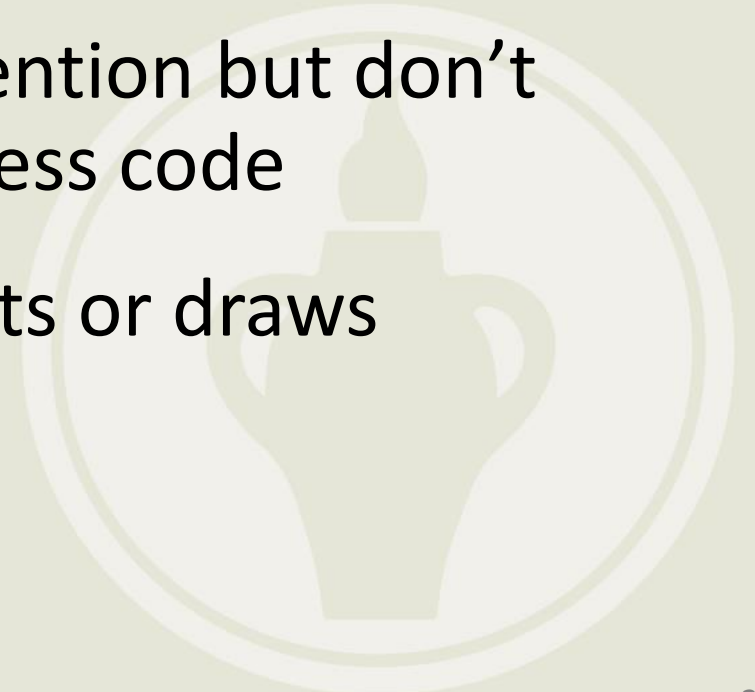 ention but don’t
ess code
ts or draws